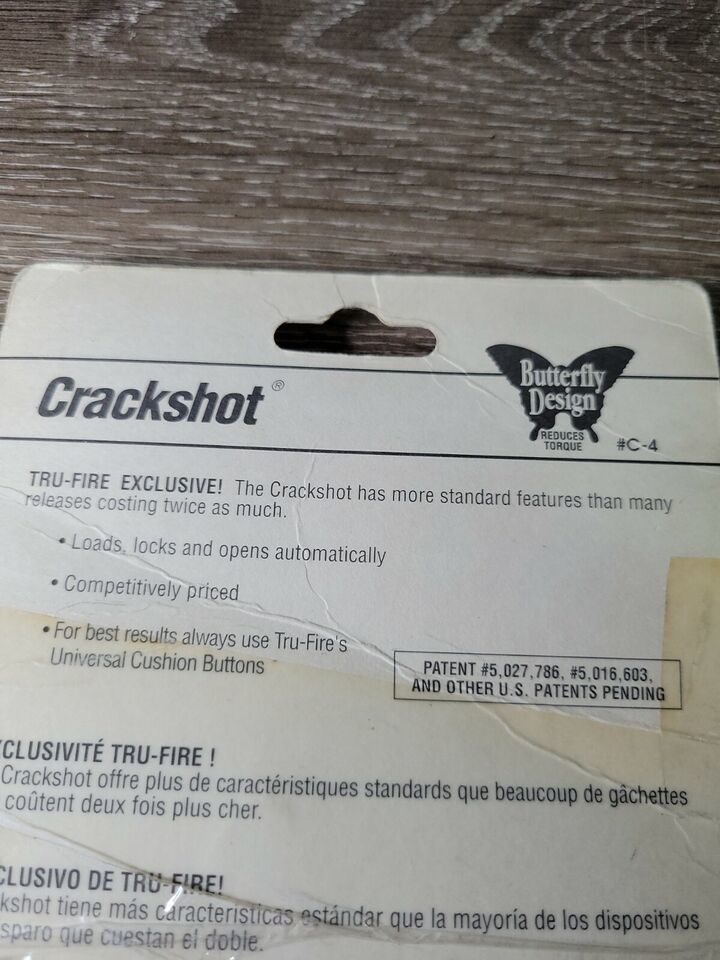 Crackshot®
Butterfly
Design
REDUCES
TORQUE
#C-4
TRU-FIRE EXCLUSIVE! The Crackshot has more standard features than many
releases costing twice as much.
• Loads, locks and opens automatically
• Competitively priced
• For best results always use Tru-Fire's
Universal Cushion Buttons
PATENT #5,027,786, #5,016,603,
AND OTHER U.S. PATENTS PENDING
CLUSIVITÉ TRU-FIRE !
Crackshot offre plus de caractéristiques standards que beaucoup de gâchettes
coûtent deux fois plus cher.
CLUSIVO DE TRU-FIRE!
kshot tiene más características estándar que la mayoría de los dispositivos
sparo que cuestan el doble.